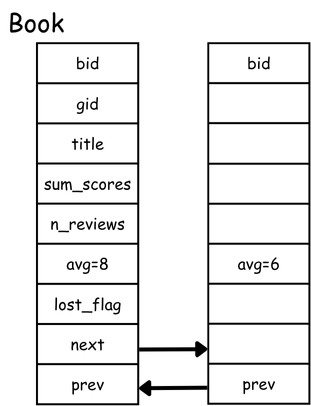 Book
bid
gid
title
sum_scores
n_reviews
avg=8
lost_flag
next
prev
bid
avg=6
prev